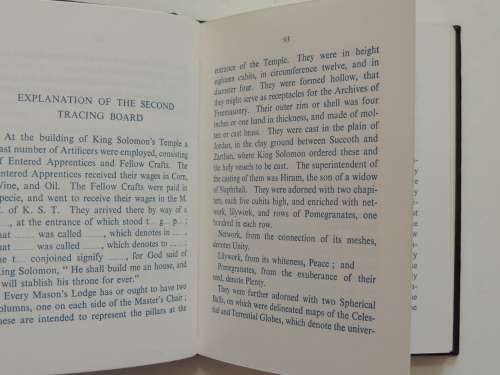 EXPLANATION OF THE SECOND
TRACING BOARD
At the building of King Solomon's Temple a
vast number of Artificers were employed, consisting
of Entered Apprentices and Fellow Crafts. The
Entered Apprentices received their wages in Corn,
Wine, and Oil. The Fellow Crafts were paid in
specie, and went to receive their wages in the M.
. of K. S. T. They arrived there by way of a
..., at the entrance of which stood t.. g.. p..;
that ...... was called ......, which denotes in ......
that ...... was called ......, which denotes to ......
the t... conjoined signify ......, for God said of
King Solomon, " He shall build me an house, and
I will stablish his throne for ever."
Every Mason's Lodge has or ought to have two
columns, one on each side of the Master's Chair ;
these are intended to represent the pillars at the
93
entrance of the Temple. They were in height
eighteen cubits, in circumference twelve, and in
diameter four. They were formed hollow, that
they might serve as receptacles for the Archives of
Freemasonry. Their outer rim or shell was four
inches or one hand in thickness, and made of mol-
ten or cast brass. They were cast in the plain of
Jordan, in the clay ground between Succoth and
Zarthan, where King Solomon ordered these and
the holy vessels to be cast. The superintendent of
the casting of them was Hiram, the son of a widow
of Naphthali. They were adorned with two chapi-
ters, each five cubits high, and enriched with net-
work, lilywork, and rows of Pomegranates, one
hundred in each row.
Network, from the connection of its meshes,
denotes Unity.
Lilywork, from its whiteness, Peace ; and
Pomegranates, from the exuberance of their
seed, denote Plenty.
They were further adorned with two Spherical
Balls, on which were delineated maps of the Celes-
tial and Terrestial Globes, which denote the univer-